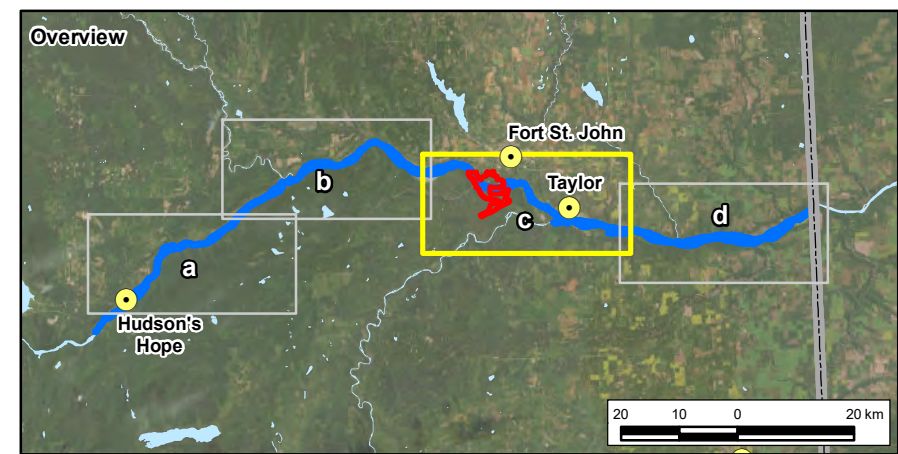 Overview
Fort St. John
Taylor
b
d
c
a
Hudson's
Hope
20 10 0 20 km